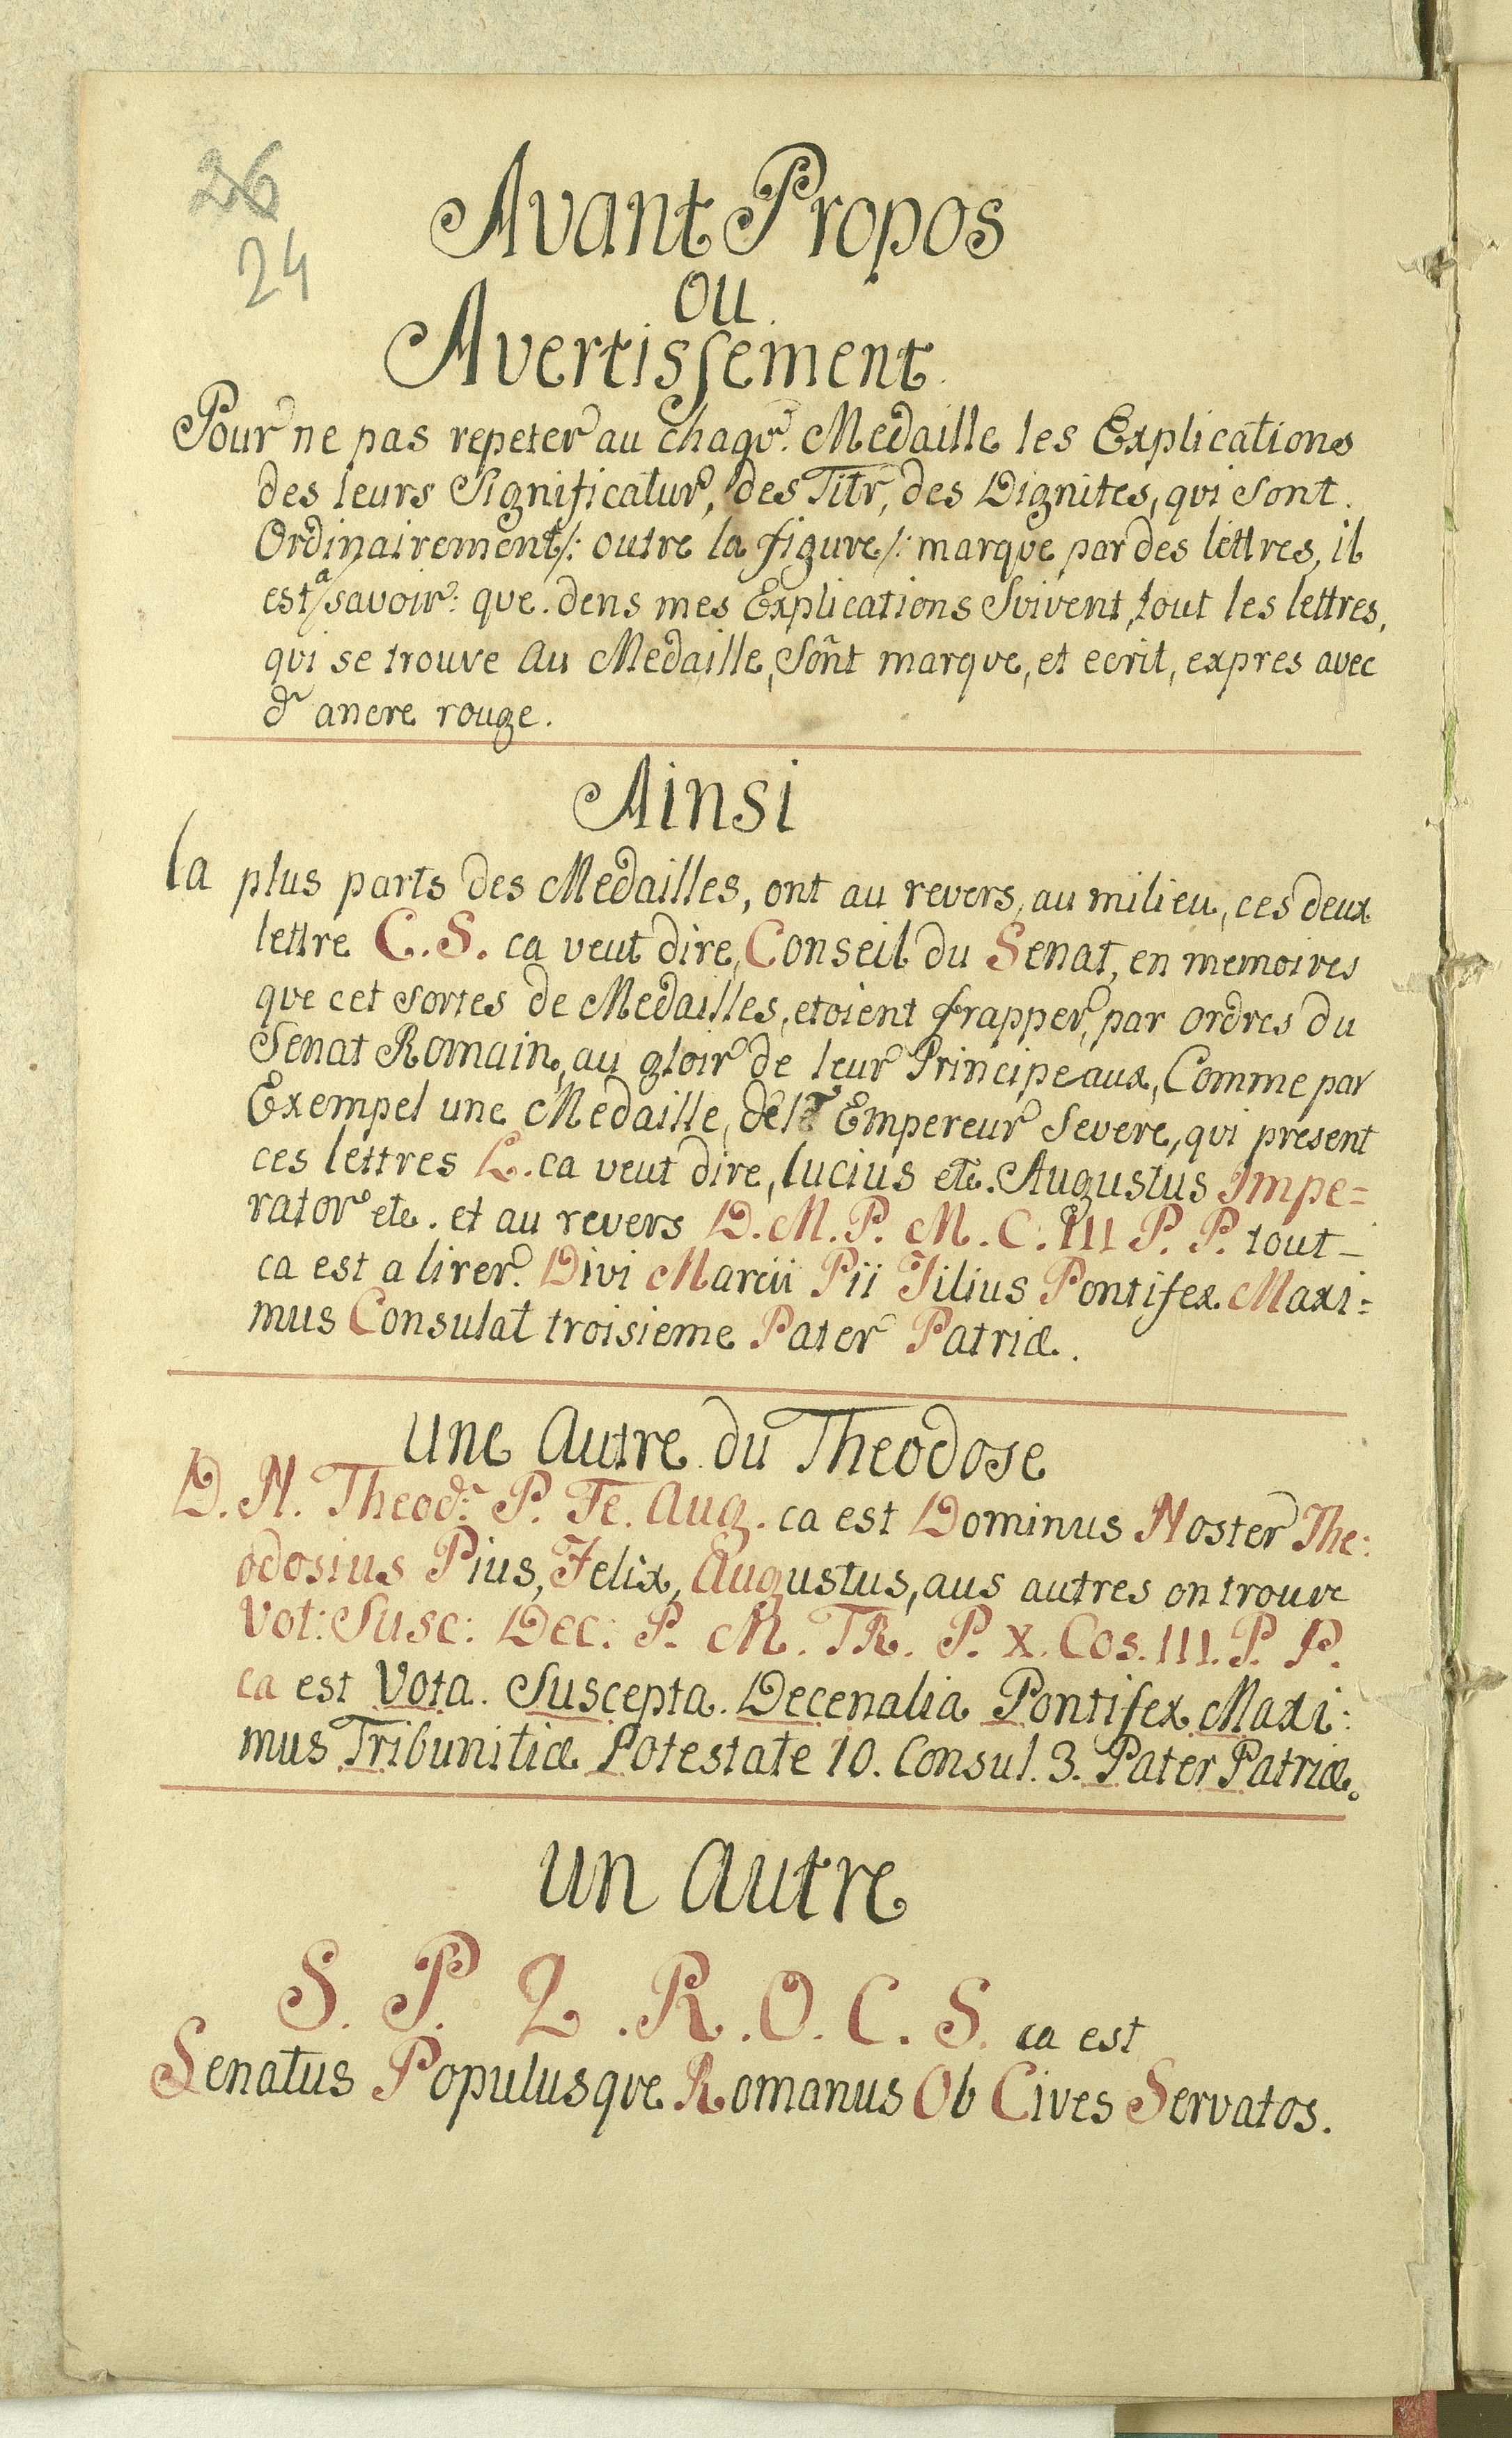 26
24
Avant Propos
ou
Avertissement.
Pour ne pas repeter au chaqu. Medaille les Explications
des leurs Significatur, des Titr, des Dignites, qui sont.
Ordinairement /: outre la figure /: marque par des lettres, il
est a savoir: que. dens mes Explications Suivent, tout les lettres,
qui se trouve au Medaille, Soñt marque, et ecrit, expres avec
d' ancre rouge.
Ainsi
la plus parts des Medailles, ont au revers, au milieu, ces deux
lettre C. S. ca veut dire, Conseil du Senat, en memoires
que cet sortes de Medailles, etoient frapper, par ordres du
Senat Romain, au gloir de leur Principeaux, Comme par
Exempel une Medaille, de l' Empereur Severe, qui present
ces lettres L. ca veut dire, lucius etc. Augustus Impe=
rator etc. et au revers D. M. P. M. C. III P. P. tout-
ca est a lirer. Divi Marcii Pii Filius Pontifex Maxi=
mus Consulat troisieme Pater Patriæ.
une Autre du Theodose
D. N. Theod: P. Fe. Aug. ca est Dominus Noster The:
odosius Pius, Felix, Augustus, aus autres on trouve
Vot: Susc: Dec: P. M. TR. P. X. Cos. III. P. P.
ca est Vota. Suscepta. Decenalia Pontifex Maxi:
mus Tribunitiæ Potestate 10. Consul. 3. Pater Patriæ.
un autre
S. P. Q. R. O. C. S. ca est
Senatus Populusque Romanus Ob Cives Servatos.